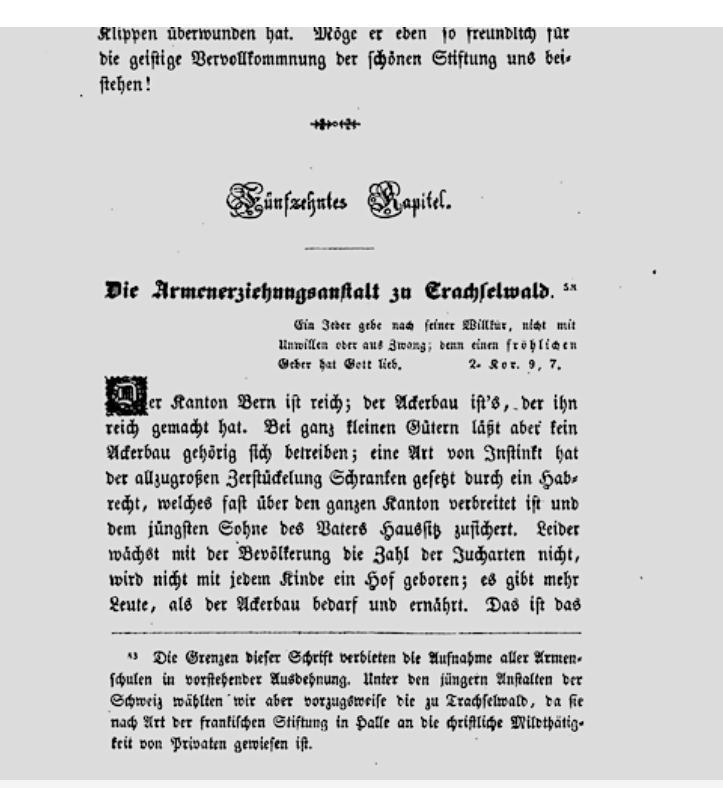 Klippen überwunden hat. Möge er eben so freundlich für
die geistige Vervollkommnung der schönen Stiftung uns bei-
stehen!
Fünfzehntes Kapitel.
Die Armenerziehungsanstalt zu Trachselwald.
Ein Jeder gebe nach seiner Willkür, nicht mit
Unwillen oder aus Zwang; denn einen fröhlichen
Geber hat Gott lieb. 2. Kor. 9, 7.
Der Kanton Bern ist reich; der Ackerbau ist's, der ihn
reich gemacht hat. Bei ganz kleinen Gütern läßt aber kein
Ackerbau gehörig sich betreiben; eine Art von Instinkt hat
der allzugroßen Zerstückelung Schranken gesetzt durch ein Hab-
recht, welches fast über den ganzen Kanton verbreitet ist und
dem jüngsten Sohne des Vaters Haussitz zusichert. Leider
wächst mit der Bevölkerung die Zahl der Jucharten nicht,
wird nicht mit jedem Kinde ein Hof geboren; es gibt mehr
Leute, als der Ackerbau bedarf und ernährt. Das ist das
Die Grenzen dieser Schrift verbieten die Aufnahme aller Armen-
schulen in vorstehender Ausdehnung. Unter den jüngern Anstalten der
Schweiz wählten wir aber vorzugsweise die zu Trachselwald, da sie
nach Art der frankischen Stiftung in Halle an die christliche Mildthätig-
keit von Privaten gewiesen ist.